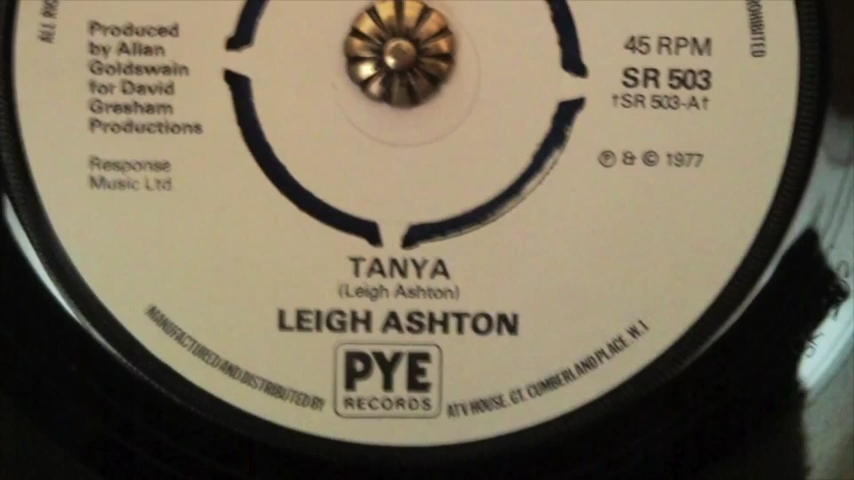 ALL
Produced
by Allan
Goldswain
for David
Gresham
Productions
Response
Music Ltd
45 RPM
SR 503
†SR 503-A†
℗ & © 1977
TANYA
(Leigh Ashton)
LEIGH ASHTON
MANUFACTURED AND DISTRIBUTED BY
PYE
RECORDS
ATV HOUSE, GT. CUMBERLAND PLACE, W.1